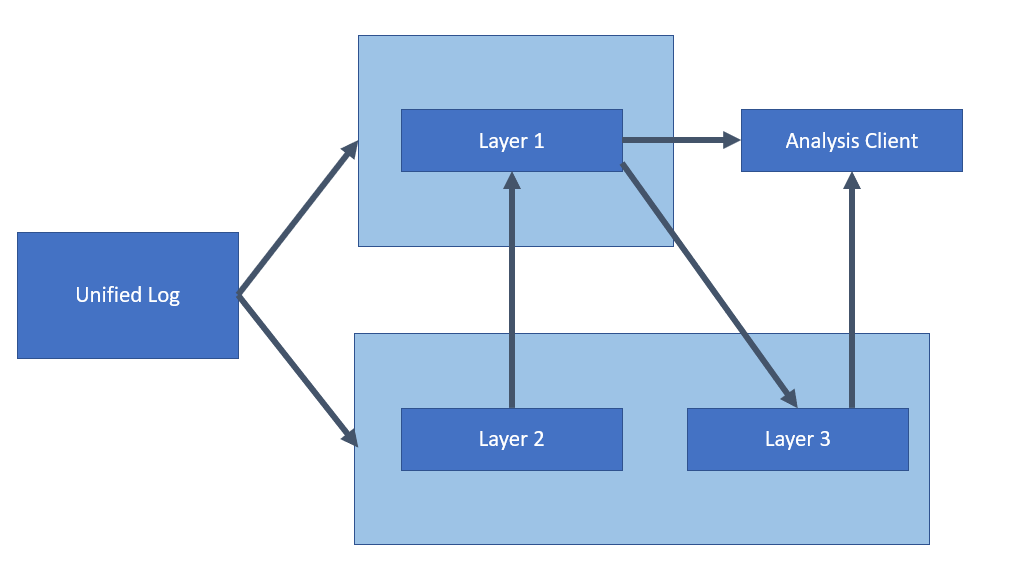 Layer 1
Analysis Client
Unified Log
Layer 2
Layer 3